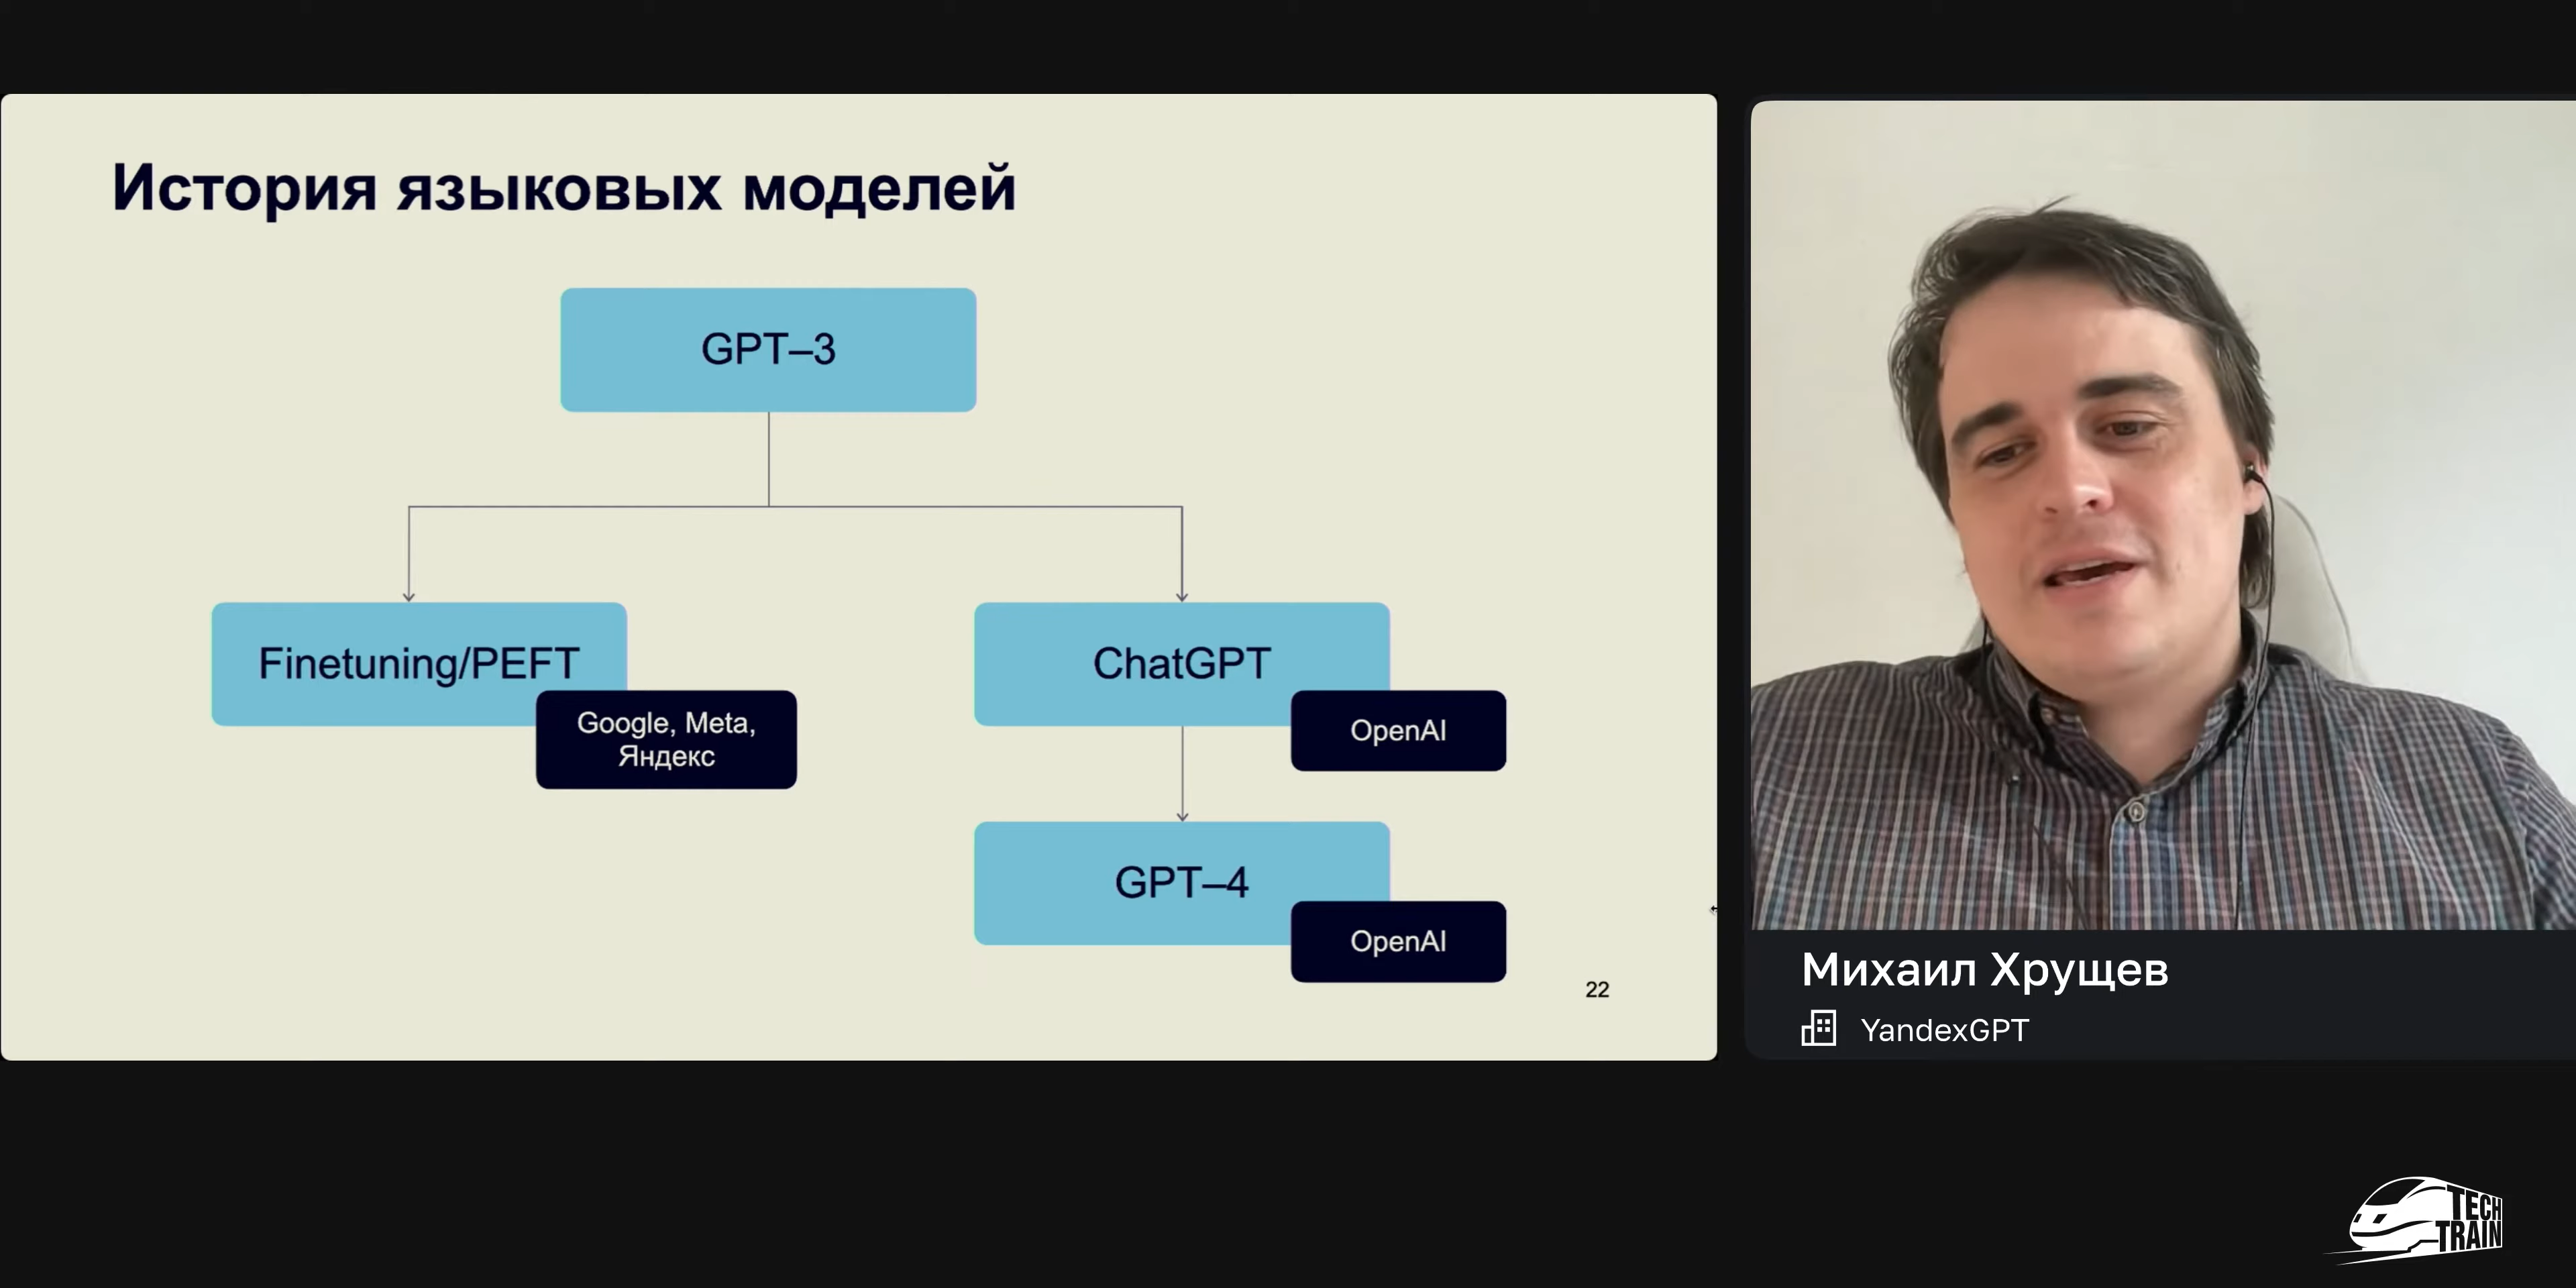 История языковых моделей
GPT–3
Finetuning/PEFT
Google, Meta,
Яндекс
ChatGPT
OpenAI
GPT–4
OpenAI
22
Михаил Хрущев
YandexGPT
TECH
TRAIN